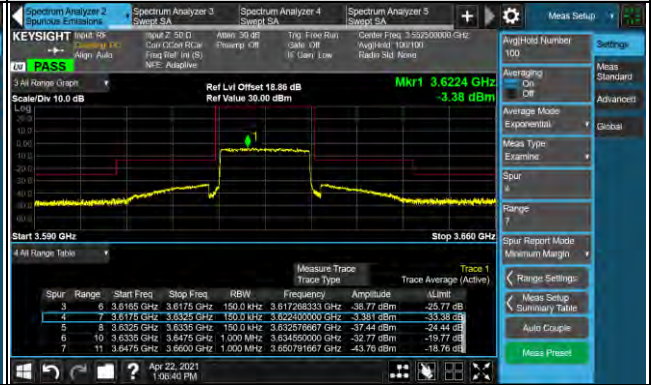 Spectrum Analyzer 2
Spurious Emissions
Spectrum Analyzer 3
Swept SA
Spectrum Analyzer 4
Swept SA
Spectrum Analyzer 5
Swept SA
+
Meas Setup
KEYSIGHT Input: RF
Coupling: DC
Align: Auto
Input Z: 50 Ω
Corr CCorr RCal
Freq Ref: Int (S)
NFE: Adaptive
Atten: 30 dB
Preamp: Off
Trig: Free Run
Gate: Off
IF Gain: Low
Center Freq: 3.552500000 GHz
Avg|Hold: 100/100
Radio Std: None
PASS
3 All Range Graph
Scale/Div 10.0 dB
Ref Lvl Offset 18.86 dB
Ref Value 30.00 dBm
Mkr1 3.6224 GHz
-3.38 dBm
Log
1
Start 3.590 GHz
Stop 3.660 GHz
4 All Range Table
Measure Trace Trace 1
Trace Type Trace Average (Active)
Spur Range Start Freq Stop Freq RBW Frequency Amplitude ΔLimit
3 6 3.6165 GHz 3.6175 GHz 150.0 kHz 3.617268333 GHz -38.77 dBm -25.77 dB
4 7 3.6175 GHz 3.6325 GHz 150.0 kHz 3.622400000 GHz -3.381 dBm -33.38 dB
5 8 3.6325 GHz 3.6335 GHz 150.0 kHz 3.632576667 GHz -37.44 dBm -24.44 dB
6 10 3.6335 GHz 3.6475 GHz 1.000 MHz 3.634550000 GHz -32.77 dBm -19.77 dB
7 11 3.6475 GHz 3.6600 GHz 1.000 MHz 3.650791667 GHz -43.76 dBm -18.76 dB
Avg|Hold Number
100
Averaging
On
Off
Average Mode
Exponential
Meas Type
Examine
Spur
4
Range
7
Spur Report Mode
Minimum Margin
Range Settings
Meas Setup
Summary Table
Auto Couple
Meas Preset
Settings
Meas
Standard
Advanced
Global
?
Apr 22, 2021
1:06:40 PM